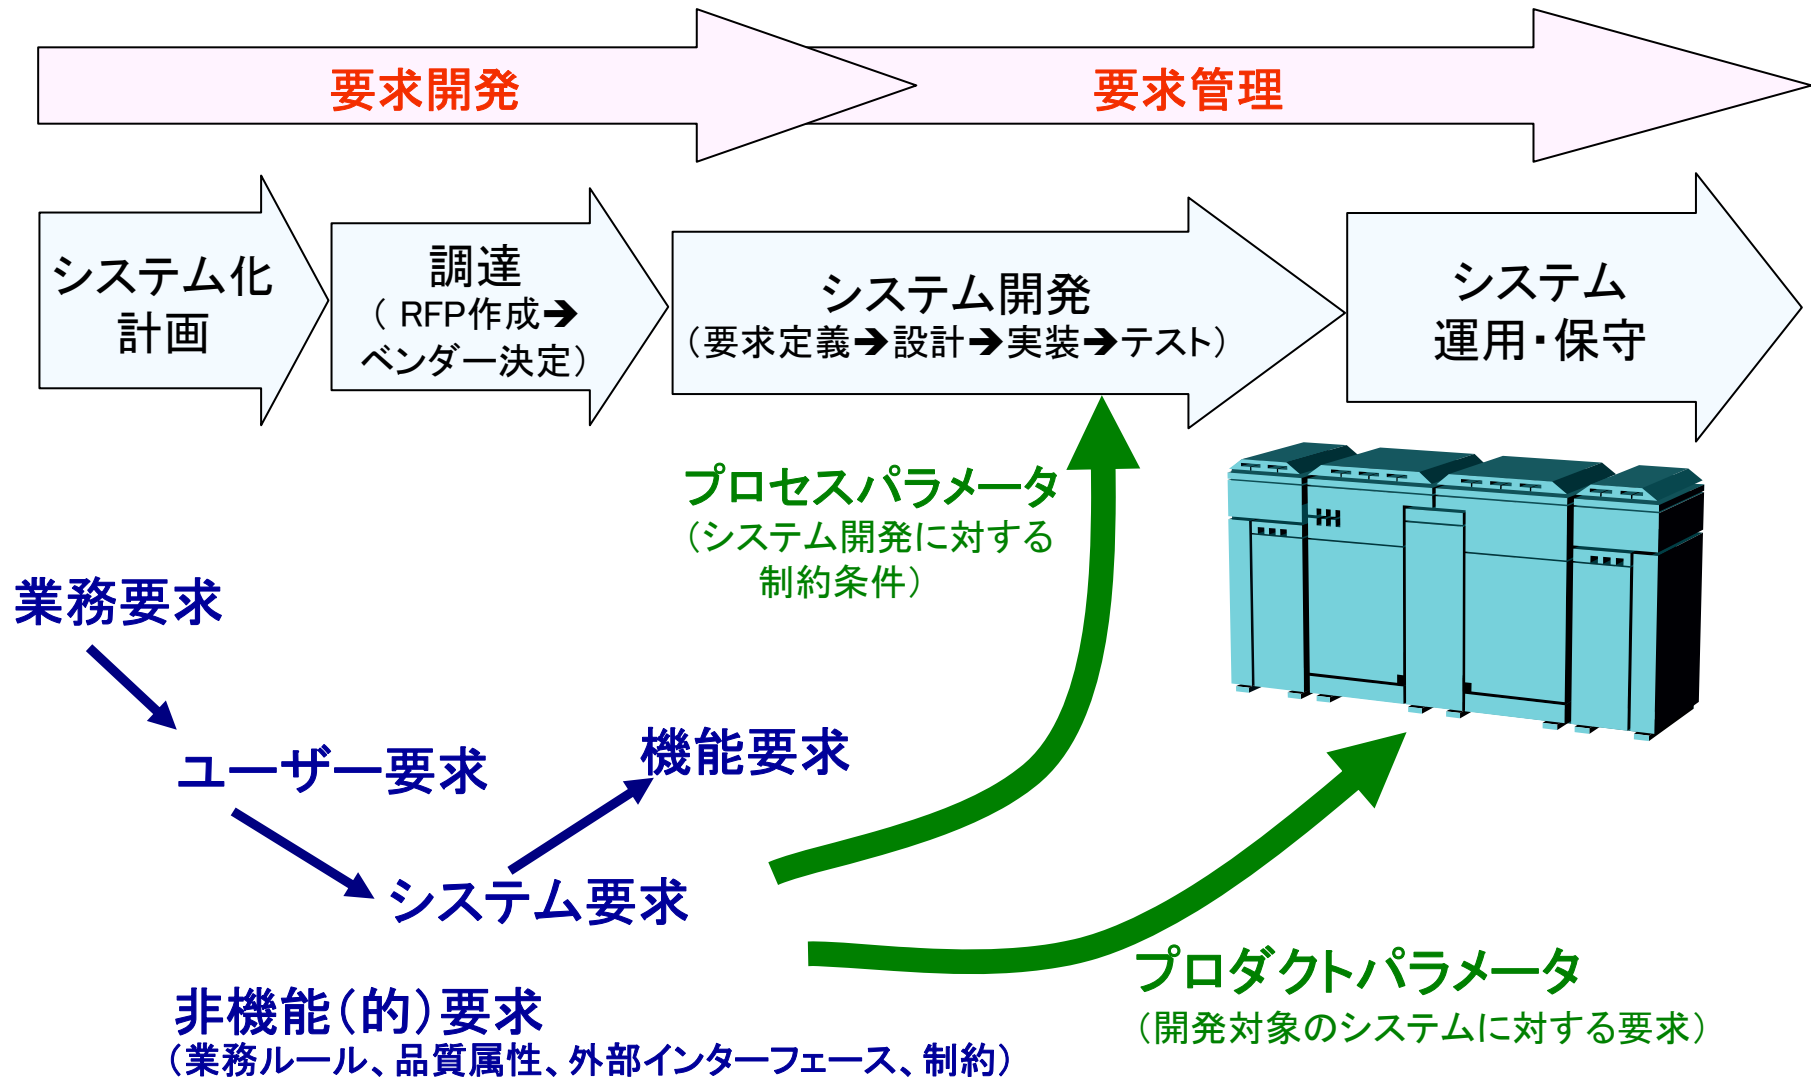 要求開発
要求管理
システム化
計画
調達
（ RFP作成➔
ベンダー決定）
システム開発
（要求定義➔設計➔実装➔テスト）
システム
運用・保守
プロセスパラメータ
（システム開発に対する
制約条件）
業務要求
ユーザー要求
機能要求
システム要求
プロダクトパラメータ
（開発対象のシステムに対する要求）
非機能（的）要求
（業務ルール、品質属性、外部インターフェース、制約）